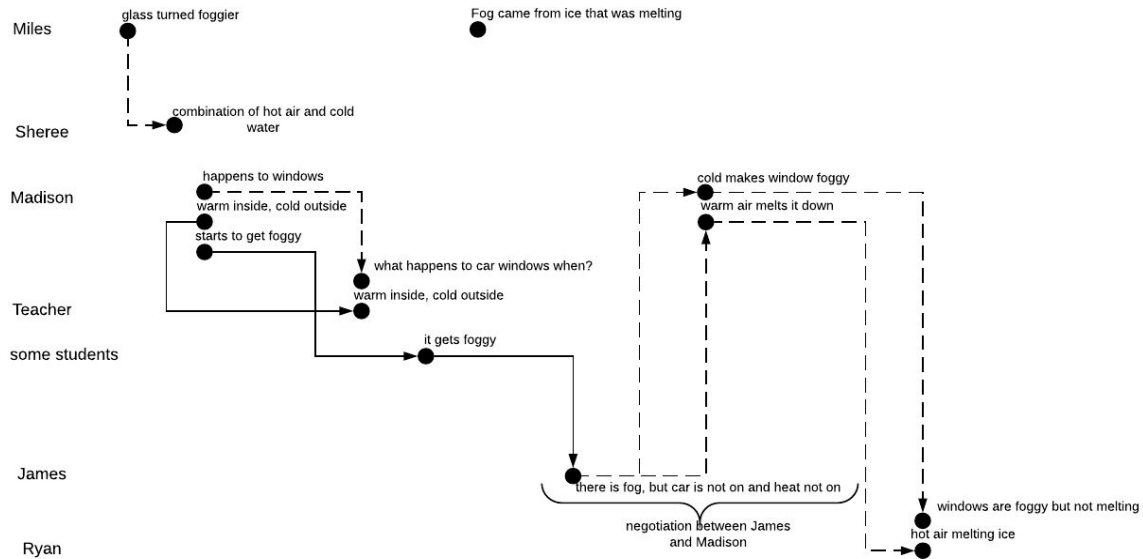 glass turned foggier
Fog came from ice that was melting
Miles
combination of hot air and cold
water
Sheree
happens to windows
cold makes window foggy
Madison
warm inside, cold outside
warm air melts it down
starts to get foggy
what happens to car windows when?
warm inside, cold outside
Teacher
it gets foggy
some students
James
there is fog, but car is not on and heat not on
windows are foggy but not melting
negotiation between James
and Madison
hot air melting ice
Ryan